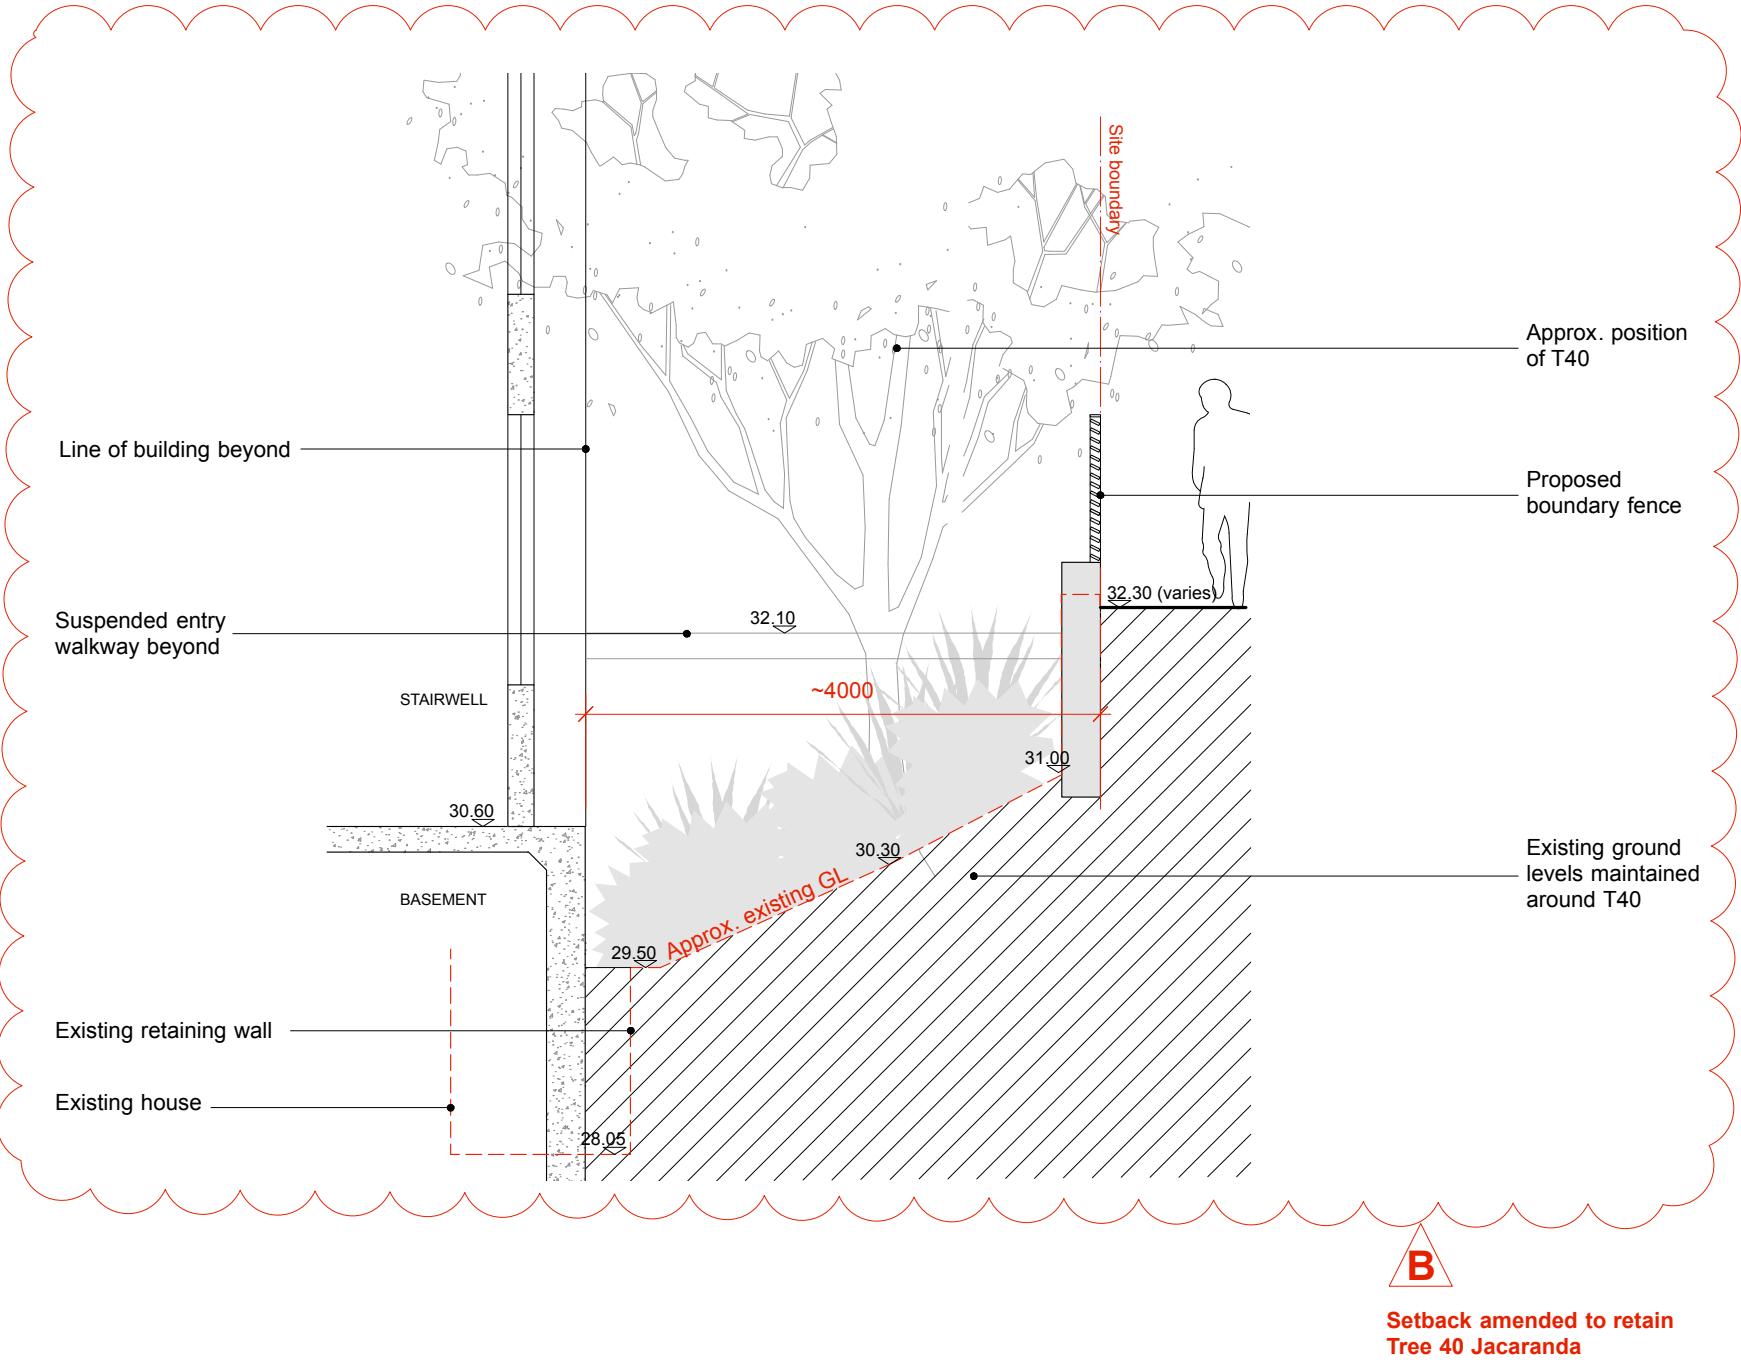 Site boundary
Approx. position
of T40
Line of building beyond
Proposed
boundary fence
32.30 (varies)
Suspended entry
walkway beyond
32.10
STAIRWELL
~4000
31.00
30.60
30.30
Existing ground
levels maintained
around T40
BASEMENT
Approx. existing GL
29.50
Existing retaining wall
Existing house
28.05
B
Setback amended to retain
Tree 40 Jacaranda